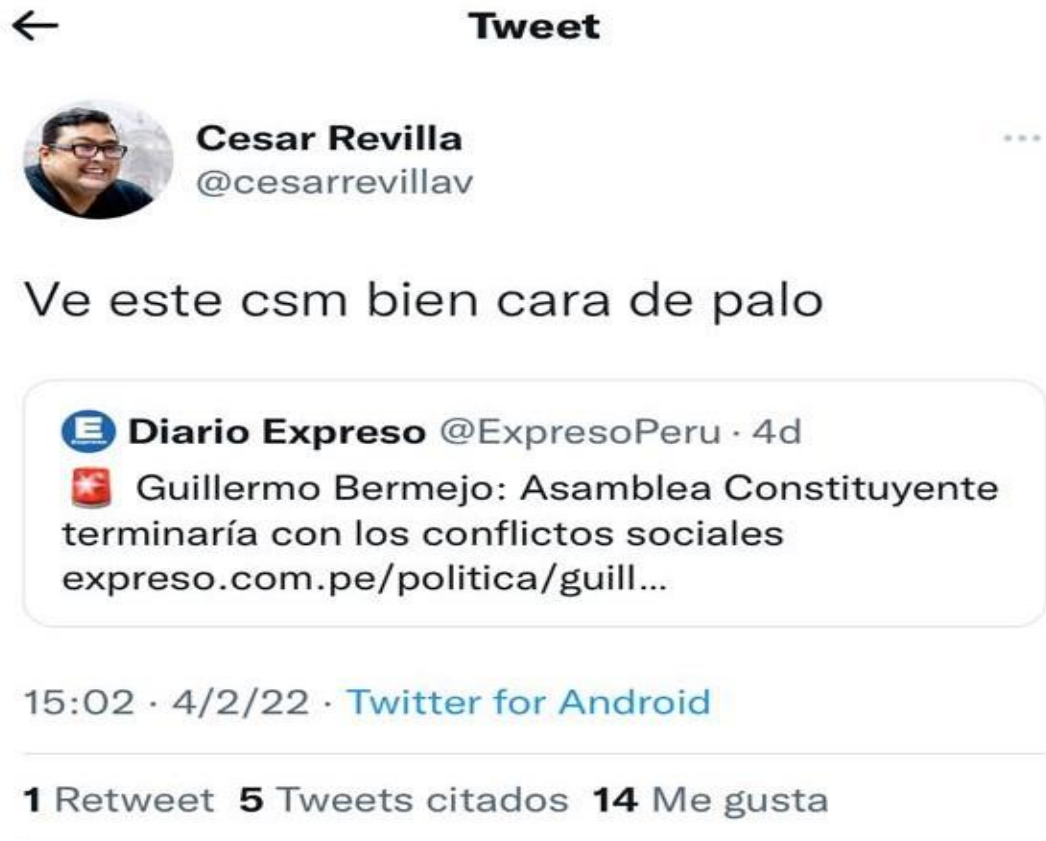 Tweet
Cesar Revilla
@cesarrevillav
Ve este csm bien cara de palo
E Diario Expreso @ExpresoPeru · 4d
Guillermo Bermejo: Asamblea Constituyente
terminaría con los conflictos sociales
expreso.com.pe/politica/guill...
15:02 · 4/2/22 · Twitter for Android
1 Retweet 5 Tweets citados 14 Me gusta